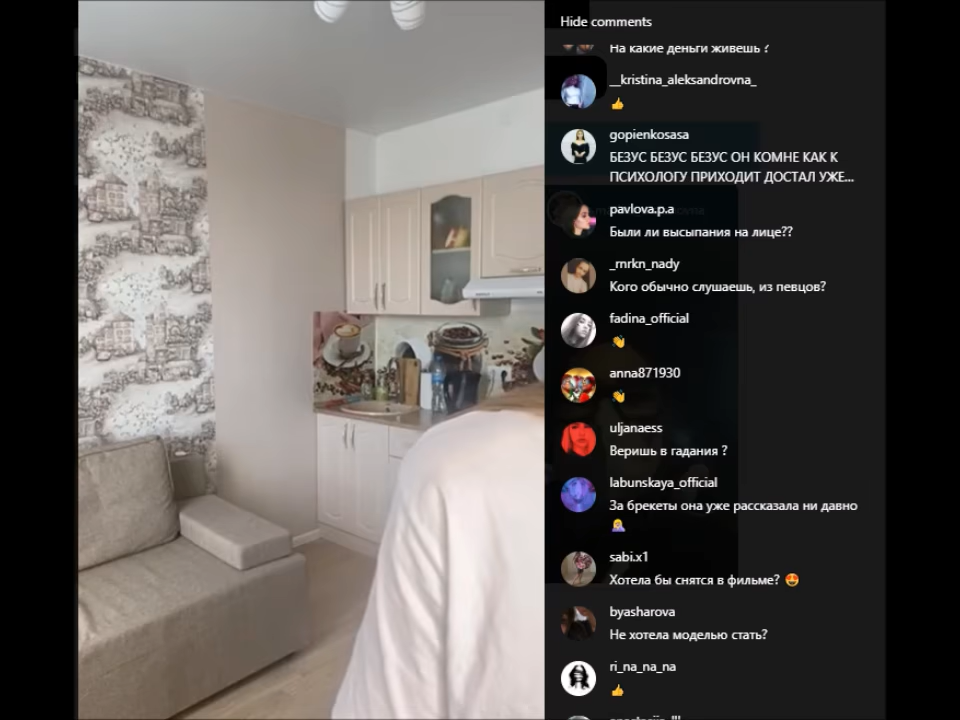 Hide comments
На какие деньги живешь ?
__kristina_aleksandrovna_
gopienkosasa
БЕЗУС БЕЗУС БЕЗУС ОН КОМНЕ КАК К
ПСИХОЛОГУ ПРИХОДИТ ДОСТАЛ УЖЕ...
pavlova.p.a
Были ли высыпания на лице??
_rnrkn_nady
Кого обычно слушаешь, из певцов?
fadina_official
anna871930
uljanaess
Веришь в гадания ?
labunskaya_official
За брекеты она уже рассказала ни давно
sabi.x1
Хотела бы снятся в фильме? 🤩
byasharova
Не хотела моделью стать?
ri_na_na_na